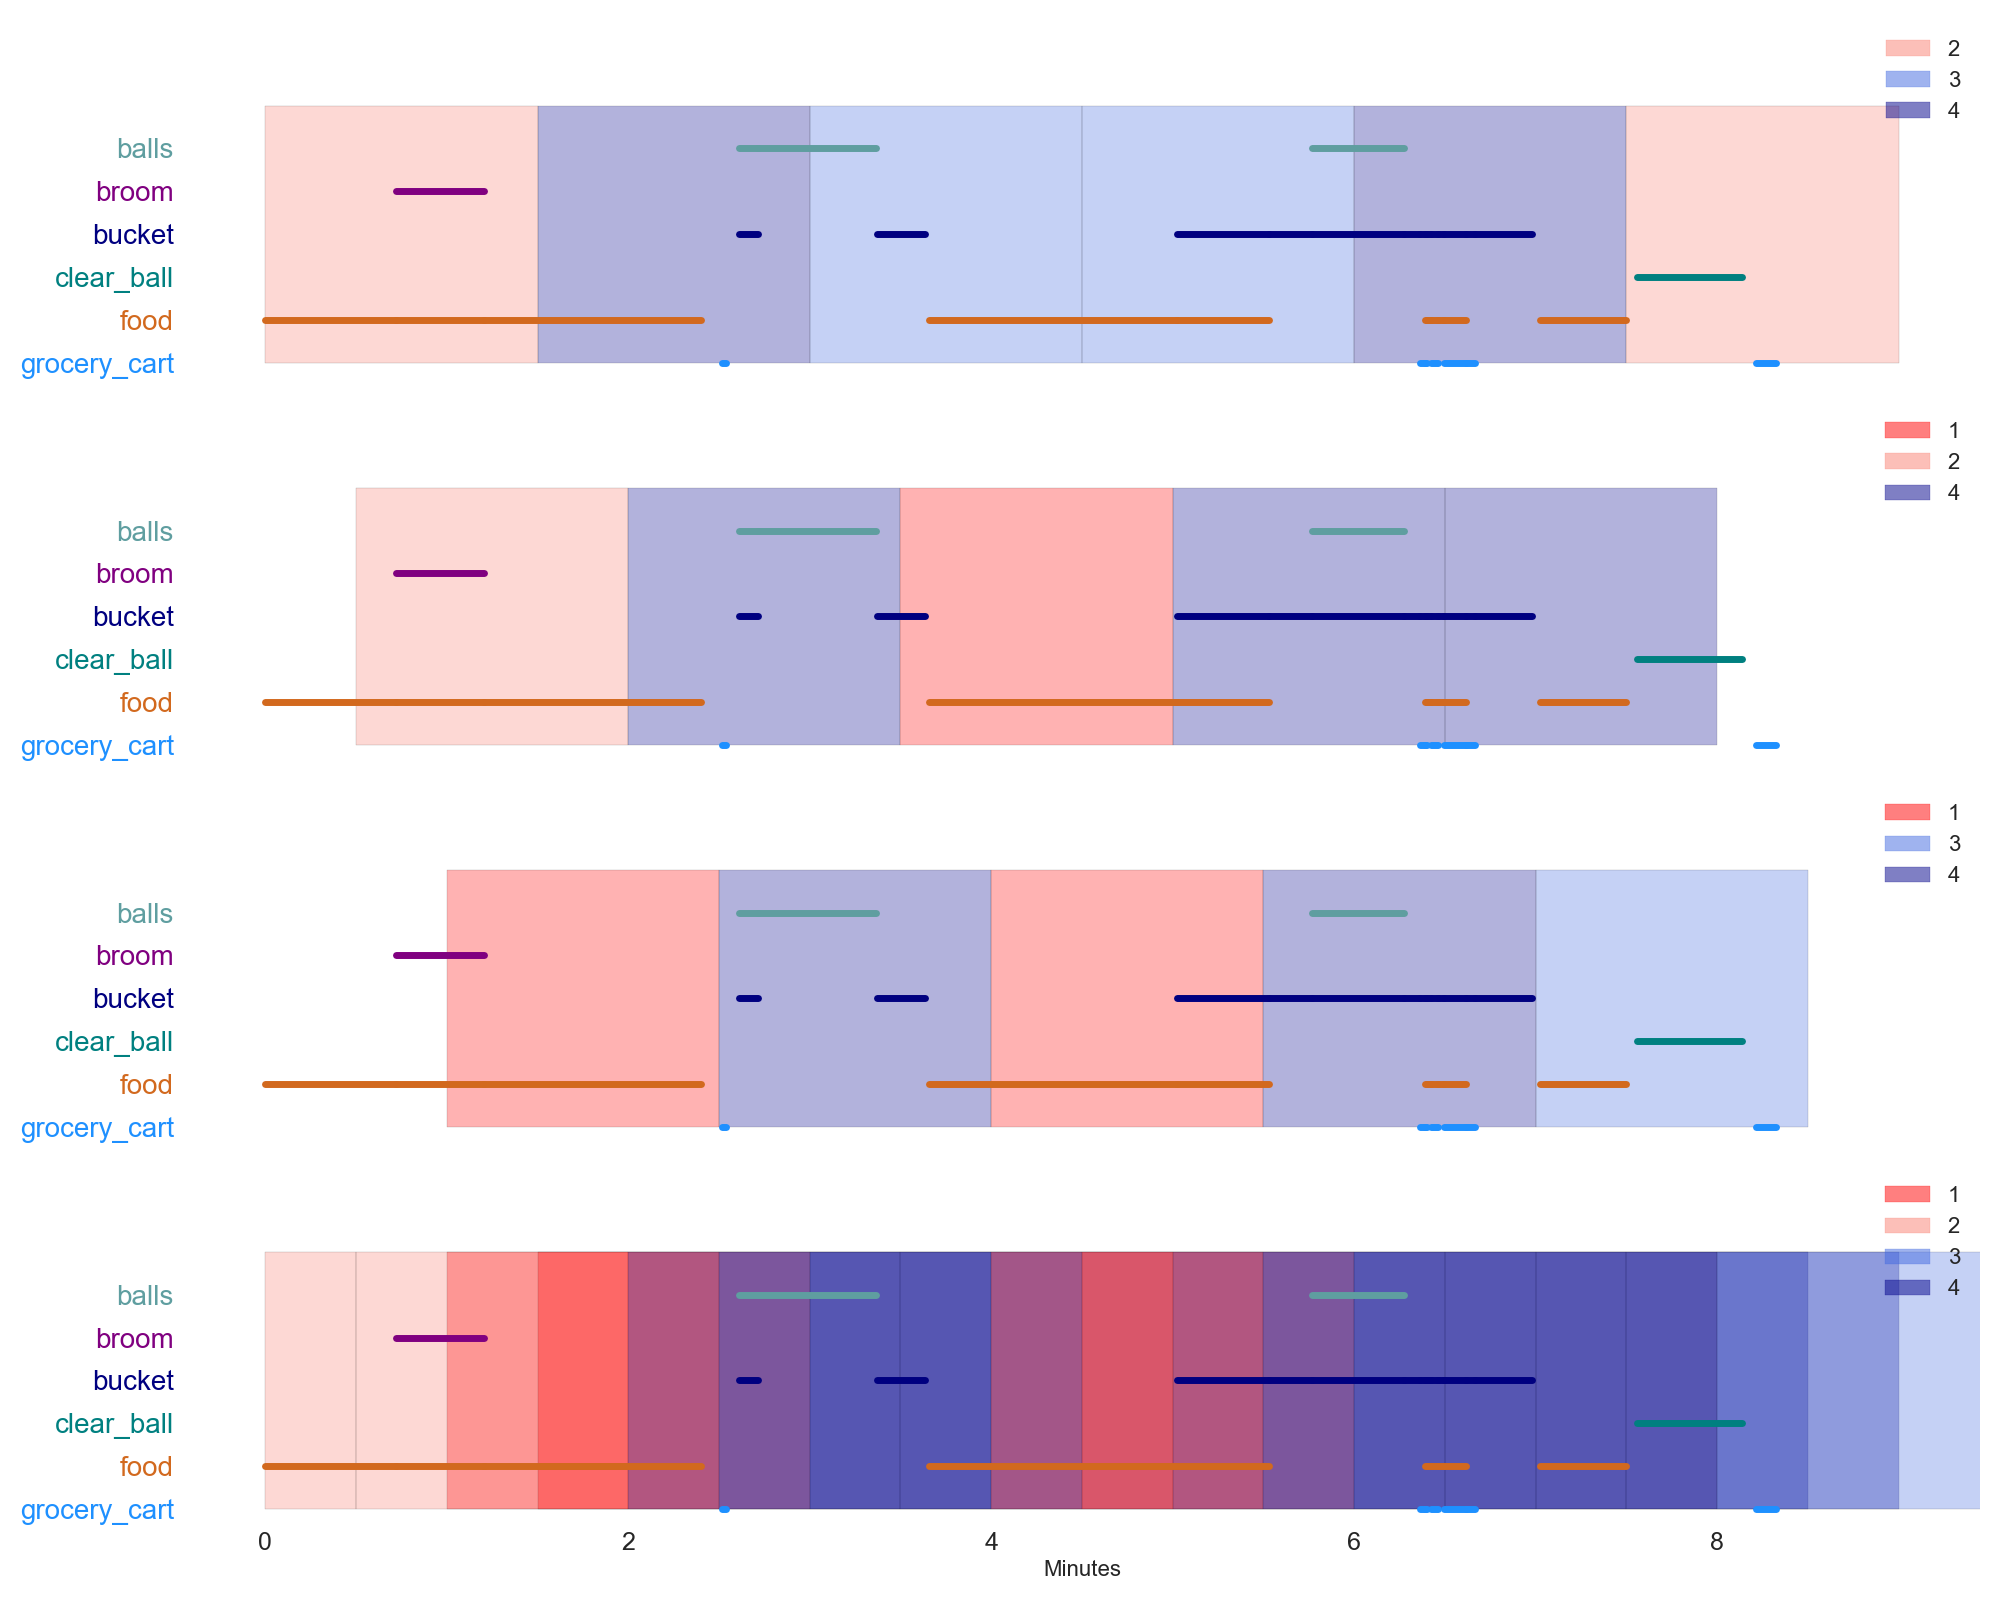 2
3
4
balls
broom
bucket
clear_ball
food
grocery_cart
1
2
4
balls
broom
bucket
clear_ball
food
grocery_cart
1
3
4
balls
broom
bucket
clear_ball
food
grocery_cart
1
2
3
4
balls
broom
bucket
clear_ball
food
grocery_cart
0 2 4 6 8
Minutes